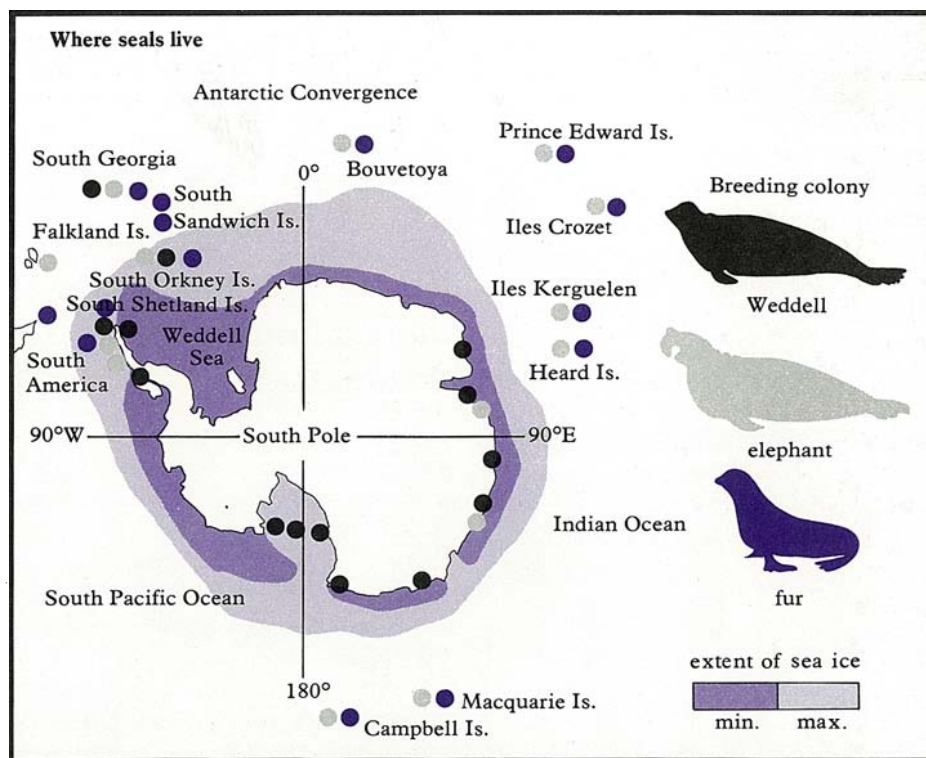 Where seals live
Antarctic Convergence
Prince Edward Is.
South Georgia
0°
Bouvetoya
Breeding colony
South
Sandwich Is.
Falkland Is.
Iles Crozet
South Orkney Is.
Iles Kerguelen
South Shetland Is.
Weddell
Weddell
Sea
South
America
Heard Is.
90°W
South Pole
90°E
elephant
Indian Ocean
South Pacific Ocean
fur
extent of sea ice
180°
Macquarie Is.
min.
max.
Campbell Is.